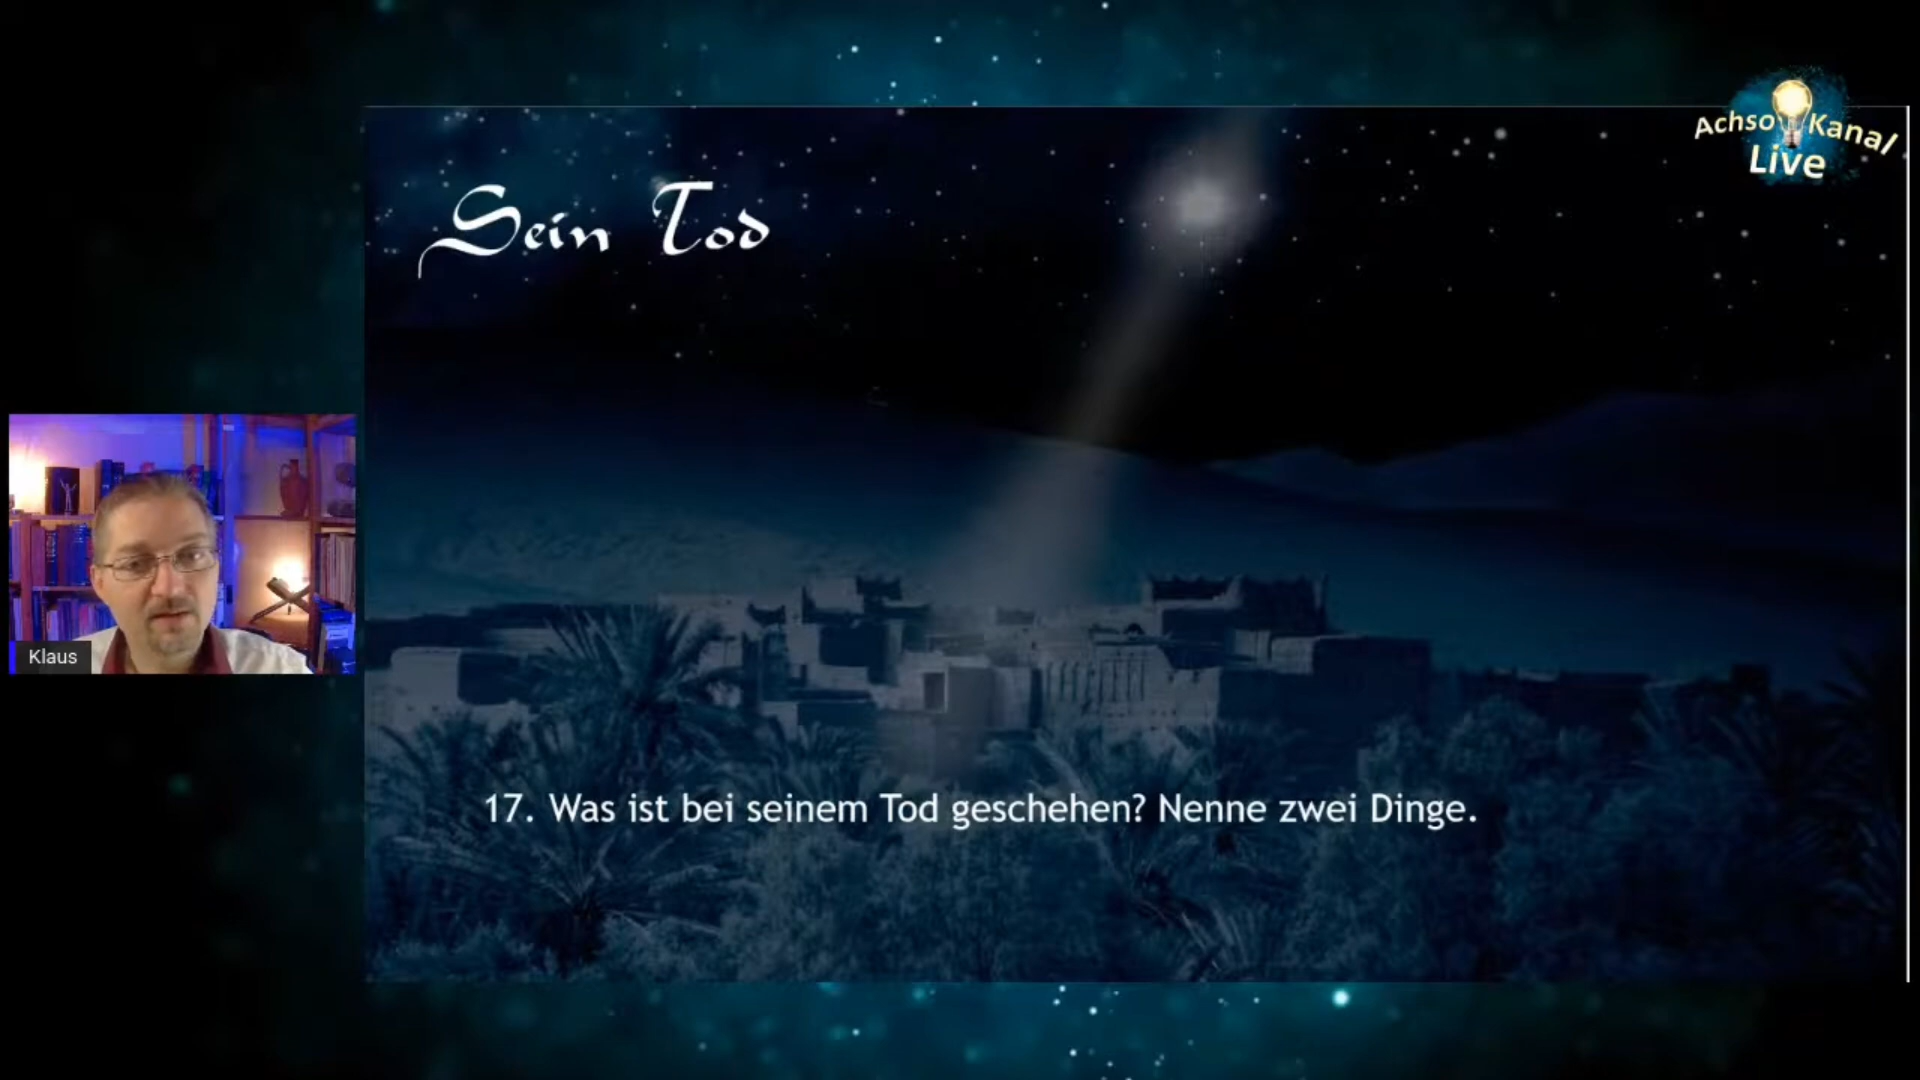 Achso Kanal
Live
Sein Tod
Klaus
17. Was ist bei seinem Tod geschehen? Nenne zwei Dinge.